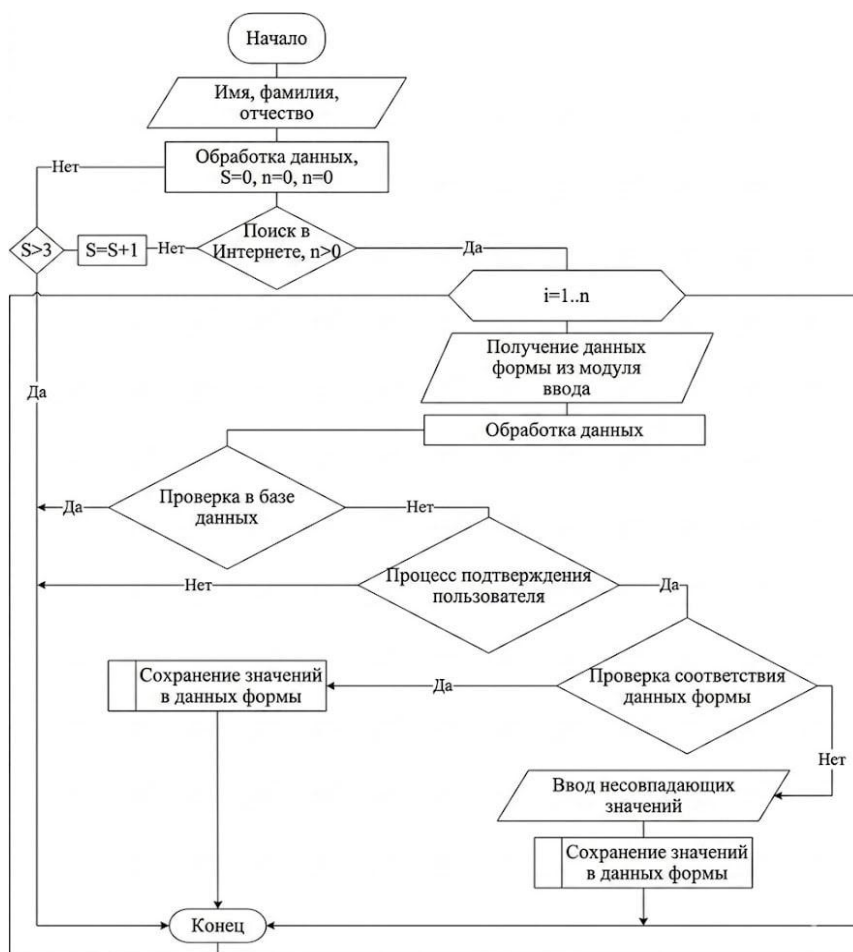 Начало
Имя, фамилия,
отчество
Обработка данных,
S=0, n=0, n=0
Нет
S>3
S=S+1
Нет
Поиск в
Интернете, n>0
Да
i=1..n
Получение данных
формы из модуля
ввода
Да
Обработка данных
Проверка в базе
данных
Да
Нет
Процесс подтверждения
пользователя
Нет
Да
Проверка соответствия
данных формы
Да
Сохранение значений
в данных формы
Нет
Ввод несовпадающих
значений
Сохранение значений
в данных формы
Конец